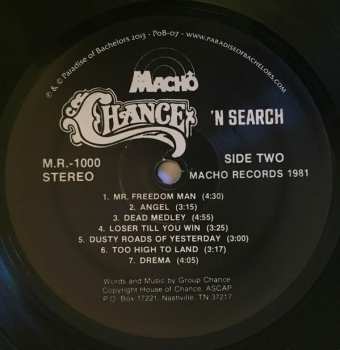 ℗ & © Paradise of Bachelors 2013 • PoB-07 • www.paradiseofbachelors.com
MACHO
CHANCE 'N SEARCH
M.R.-1000 SIDE TWO
STEREO MACHO RECORDS 1981
1. MR. FREEDOM MAN (4:30)
2. ANGEL (3:15)
3. DEAD MEDLEY (4:55)
4. LOSER TILL YOU WIN (3:25)
5. DUSTY ROADS OF YESTERDAY (3:00)
6. TOO HIGH TO LAND (3:17)
7. DREMA (4:05)
Words and Music by Group Chance
Copyright House of Chance, ASCAP
P.O. Box 17221, Nashville, TN 37217